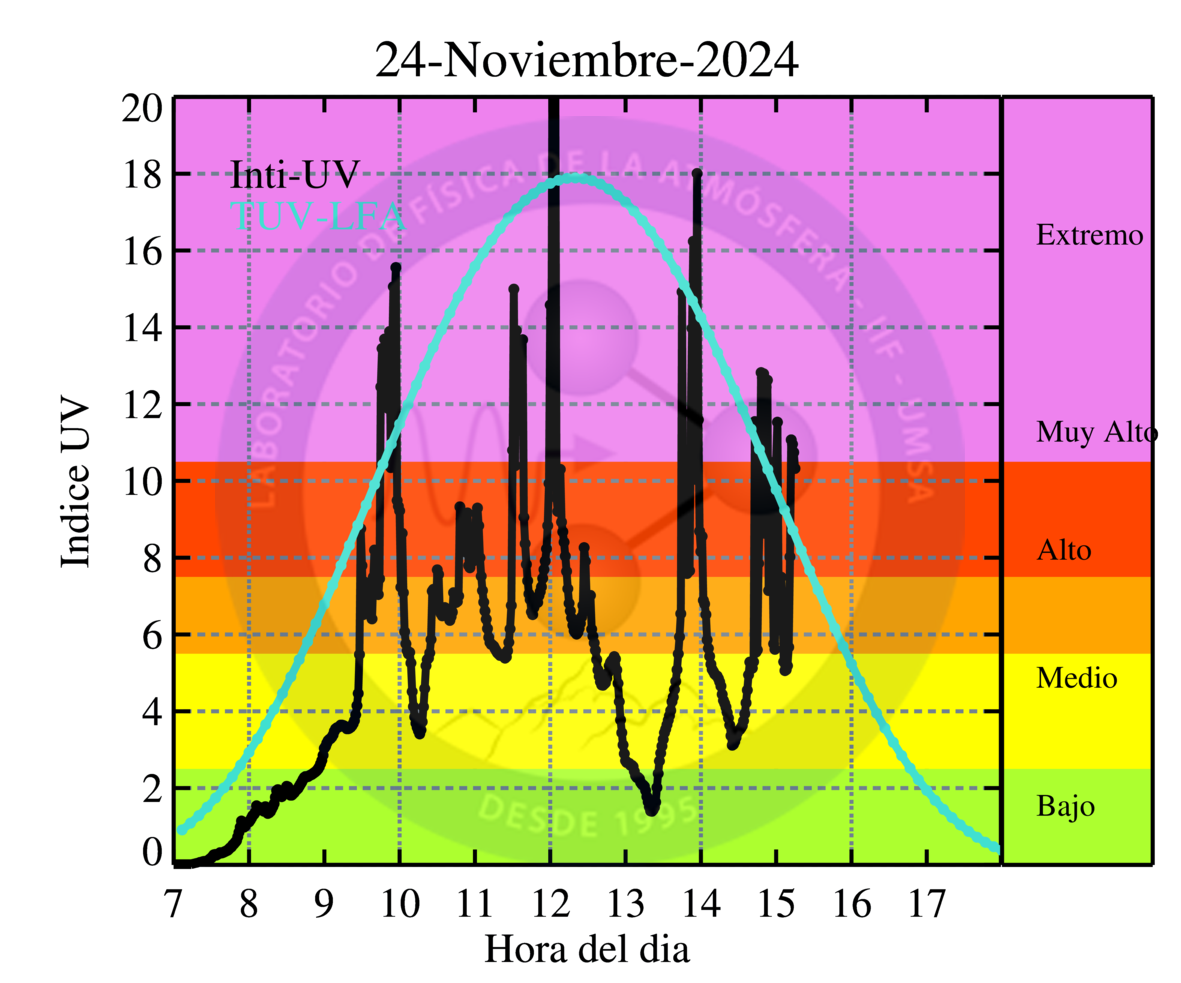 24-Noviembre-2024
Inti-UV
TUV-LFA
LABORATORIO DE FÍSICA DE LA ATMÓSFERA - IIF - UMSA
DESDE 1995
Indice UV
20
18
16
14
12
10
8
6
4
2
0
Extremo
Muy Alto
Alto
Medio
Bajo
7 8 9 10 11 12 13 14 15 16 17
Hora del dia